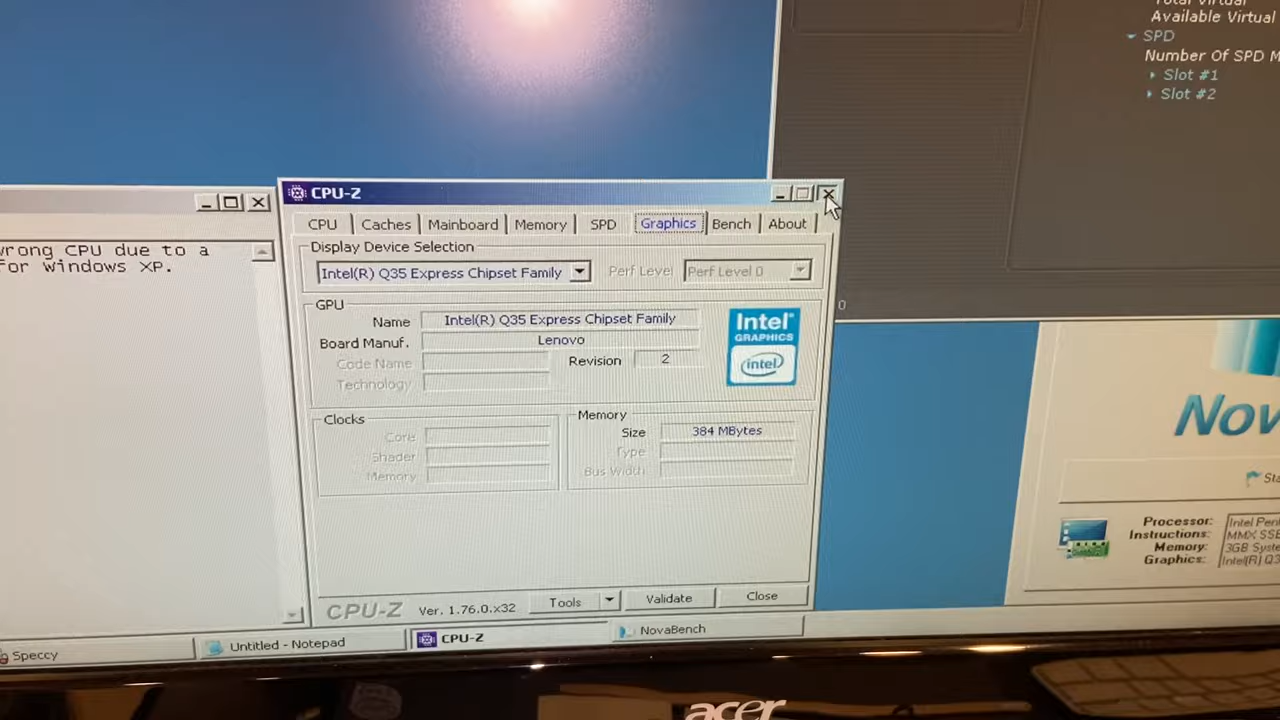 Total Virtual
Available Virtual
SPD
Number Of SPD M
Slot #1
Slot #2
wrong CPU due to a
for Windows XP.
CPU-Z
CPU Caches Mainboard Memory SPD Graphics Bench About
Display Device Selection
Intel(R) Q35 Express Chipset Family Perf Level Perf Level 0
GPU
Name Intel(R) Q35 Express Chipset Family
Board Manuf. Lenovo
Code Name Revision 2
Technology
Intel®
GRAPHICS
intel
Clocks
Core
Shader
Memory
Memory
Size 384 MBytes
Type
Bus Width
CPU-Z Ver. 1.76.0.x32 Tools Validate Close
0
Nov
Sta
Processor: Intel Pent
Instructions: MMX SSE
Memory: 3GB Syste
Graphics: Intel(R) Q3
Speccy
Untitled - Notepad
CPU-Z
NovaBench
acer